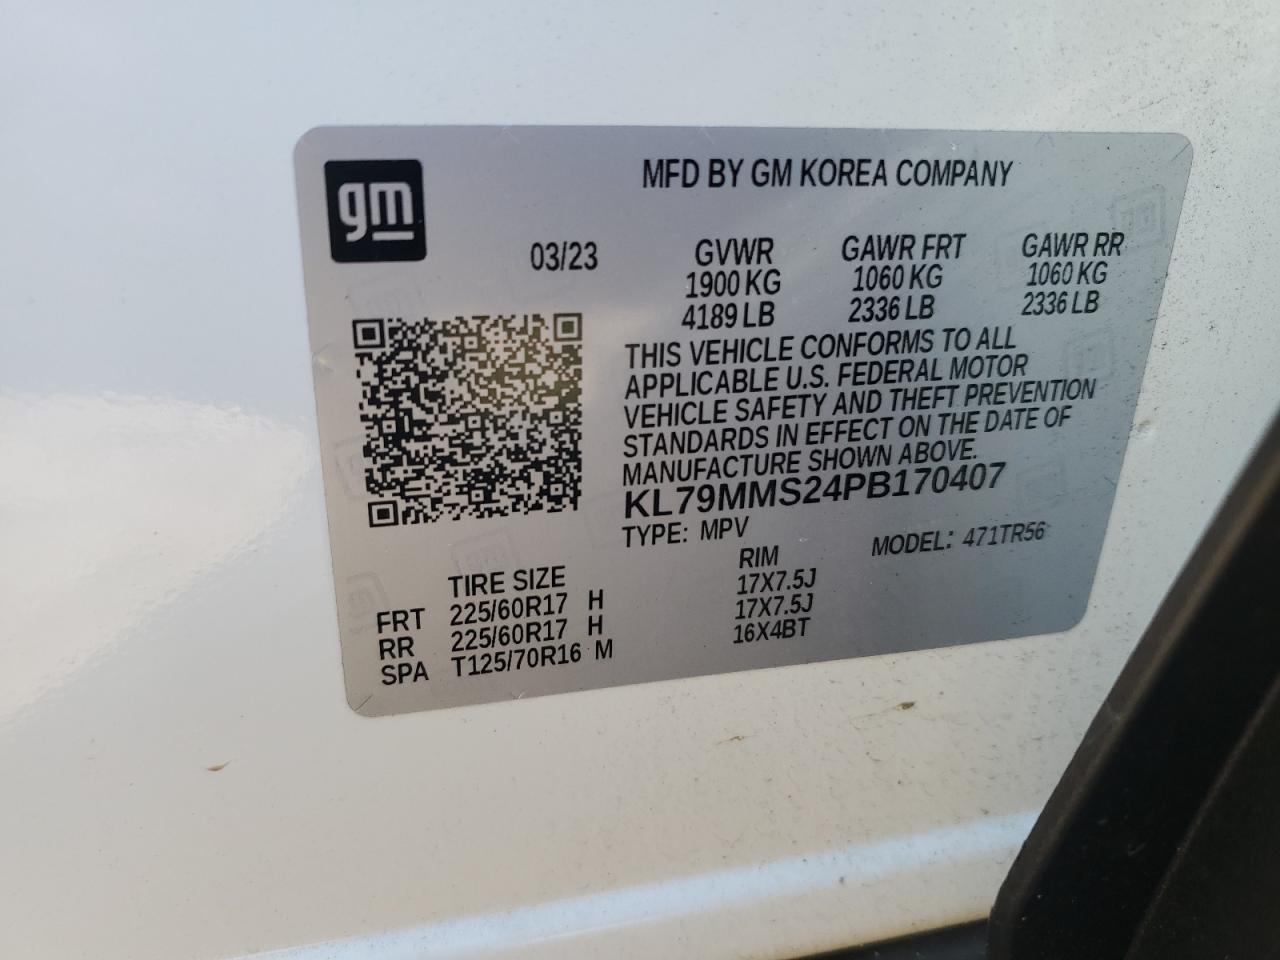 gm
MFD BY GM KOREA COMPANY
03/23
GVWR GAWR FRT GAWR RR
1900 KG 1060 KG 1060 KG
4189 LB 2336 LB 2336 LB
THIS VEHICLE CONFORMS TO ALL
APPLICABLE U.S. FEDERAL MOTOR
VEHICLE SAFETY AND THEFT PREVENTION
STANDARDS IN EFFECT ON THE DATE OF
MANUFACTURE SHOWN ABOVE.
KL79MMS24PB170407
TYPE: MPV MODEL: 471TR56
TIRE SIZE RIM
FRT 225/60R17 H 17X7.5J
RR 225/60R17 H 17X7.5J
SPA T125/70R16 M 16X4BT